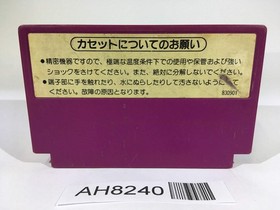 カセットについてのお願い
●精密機器ですので、極端な温度条件下での使用や保管および強い
ショックをさけてください。また、絶対に分解しないでください。
●端子部に手を触れたり、水にぬらしたりして汚さないようにし
てください。故障の原因となります。
AH8240